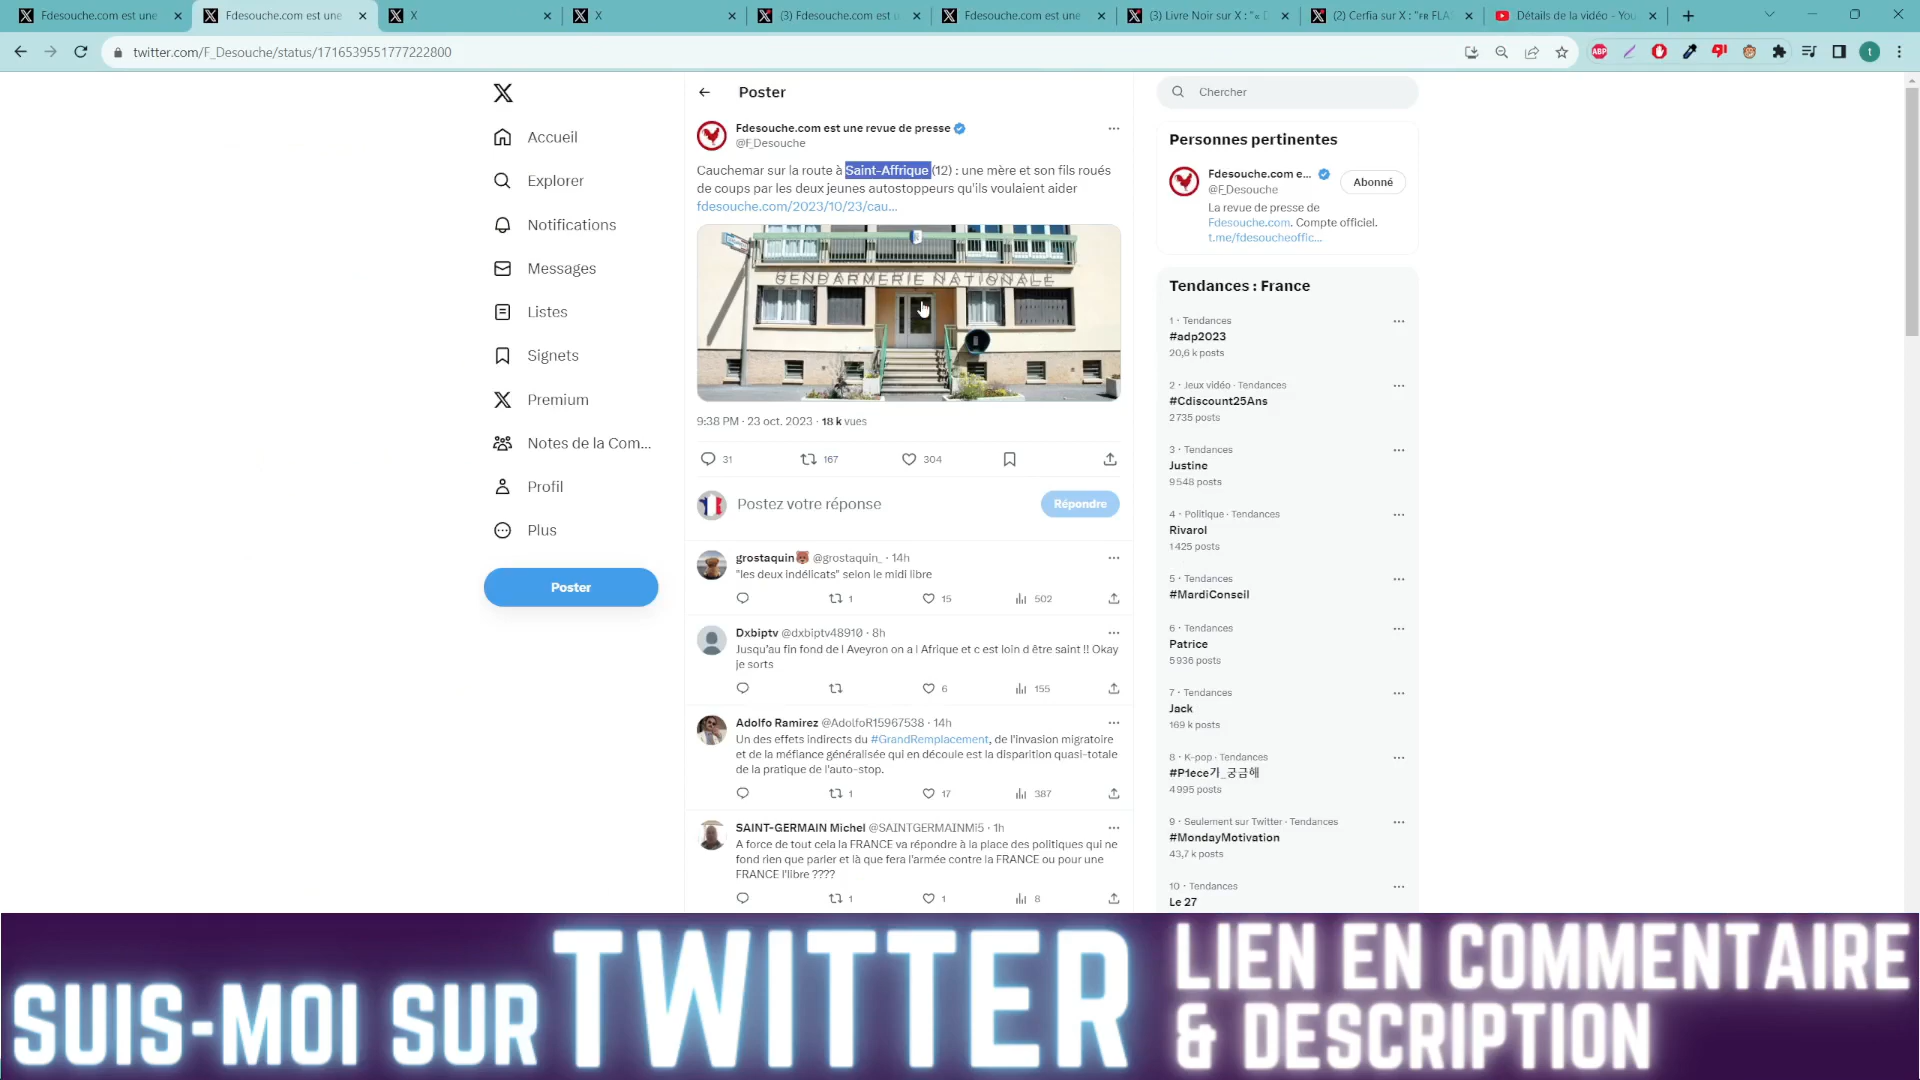 Fdesouche.com est une
Fdesouche.com est une
X
X
(3) Fdesouche.com est u
Fdesouche.com est une
(3) Livre Noir sur X : "«
(2) Cerfia sur X : "FR FLA
Détails de la vidéo - You
twitter.com/F_Desouche/status/1716539551777222800
ABP
t
Accueil
Explorer
Notifications
Messages
Listes
Signets
Premium
Notes de la Com...
Profil
Plus
Poster
Poster
Fdesouche.com est une revue de presse
@F_Desouche
Cauchemar sur la route à Saint-Affrique (12) : une mère et son fils roués
de coups par les deux jeunes autostoppeurs qu'ils voulaient aider
fdesouche.com/2023/10/23/cau...
GENDARMERIE NATIONALE
9:38 PM · 23 oct. 2023 · 18 k vues
31 167 304
Postez votre réponse
Répondre
grostaquin @grostaquin_ · 14h
"les deux indélicats" selon le midi libre
1 15 502
Dxbiptv @dxbiptv48910 · 8h
Jusqu'au fin fond de l Aveyron on a l Afrique et c est loin d être saint !! Okay
je sorts
6 155
Adolfo Ramirez @AdolfoR15967538 · 14h
Un des effets indirects du #GrandRemplacement, de l'invasion migratoire
et de la méfiance généralisée qui en découle est la disparition quasi-totale
de la pratique de l'auto-stop.
1 17 387
SAINT-GERMAIN Michel @SAINTGERMAINMi5 · 1h
A force de tout cela la FRANCE va répondre à la place des politiques qui ne
fond rien que parler et là que fera l'armée contre la FRANCE ou pour une
FRANCE l'libre ????
1 1 8
Chercher
Personnes pertinentes
Fdesouche.com e...
@F_Desouche
Abonné
La revue de presse de
Fdesouche.com. Compte officiel.
t.me/fdesoucheoffic...
Tendances : France
1 · Tendances
#adp2023
20,6 k posts
2 · Jeux vidéo · Tendances
#Cdiscount25Ans
2 735 posts
3 · Tendances
Justine
9 548 posts
4 · Politique · Tendances
Rivarol
1 425 posts
5 · Tendances
#MardiConseil
6 · Tendances
Patrice
5 936 posts
7 · Tendances
Jack
169 k posts
8 · K-pop · Tendances
#P1ece가_궁금해
4 995 posts
9 · Seulement sur Twitter · Tendances
#MondayMotivation
43,7 k posts
10 · Tendances
Le 27
SUIS-MOI SUR TWITTER
LIEN EN COMMENTAIRE
& DESCRIPTION